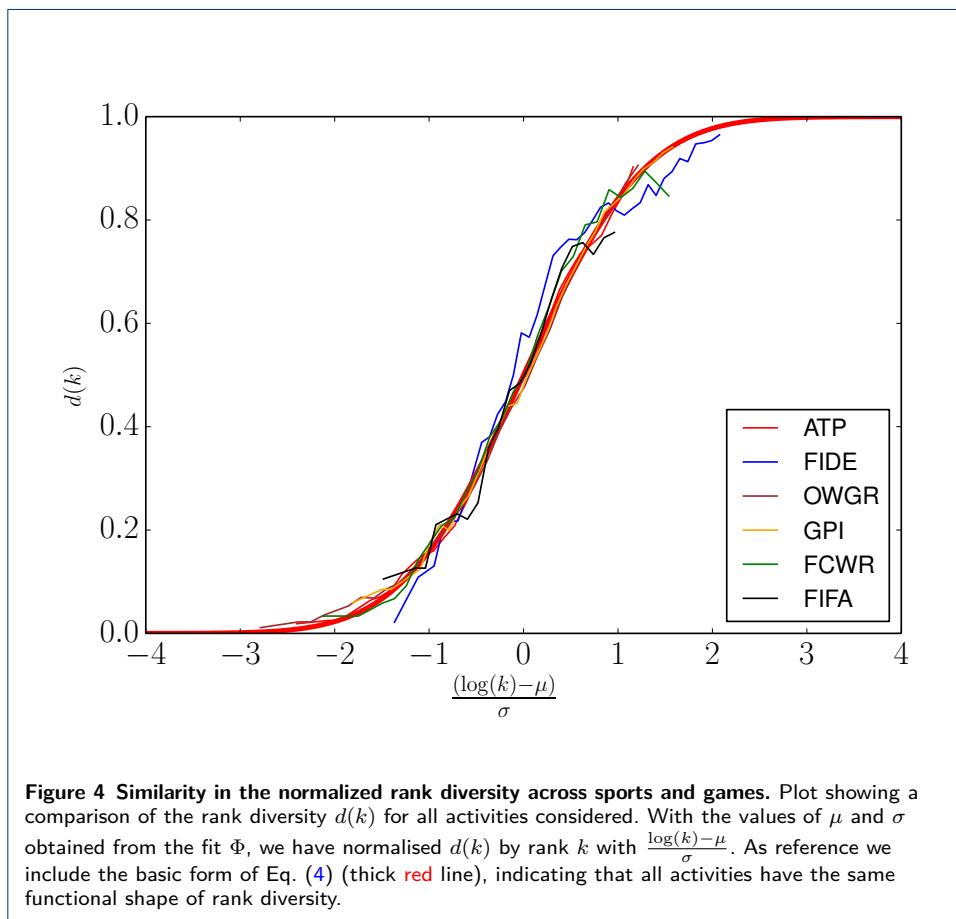 1.0
0.8
0.6
d(k)
0.4
0.2
0.0
−4 −3 −2 −1 0 1 2 3 4
(log(k)−μ)
σ
ATP
FIDE
OWGR
GPI
FCWR
FIFA
Figure 4 Similarity in the normalized rank diversity across sports and games. Plot showing a
comparison of the rank diversity d(k) for all activities considered. With the values of μ and σ
obtained from the fit Φ, we have normalised d(k) by rank k with log(k)−μ/σ. As reference we
include the basic form of Eq. (4) (thick red line), indicating that all activities have the same
functional shape of rank diversity.